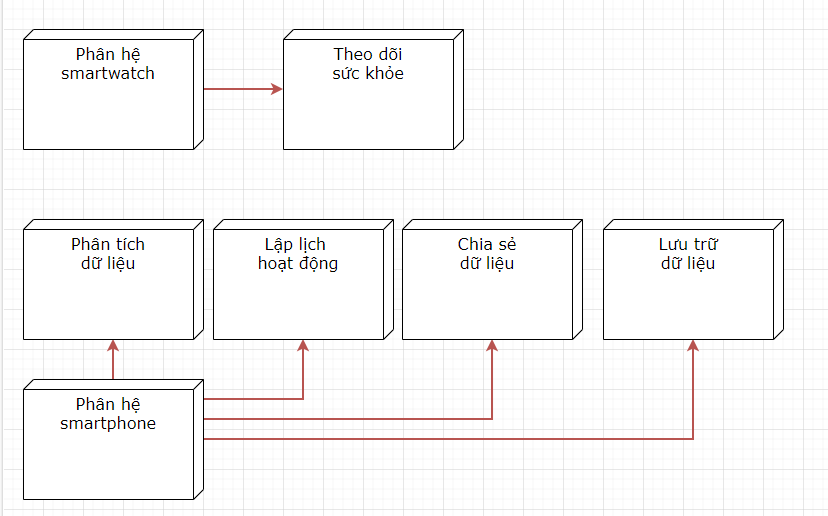 Phân hệ
smartwatch
Theo dõi
sức khỏe
Phân tích
dữ liệu
Lập lịch
hoạt động
Chia sẻ
dữ liệu
Lưu trữ
dữ liệu
Phân hệ
smartphone